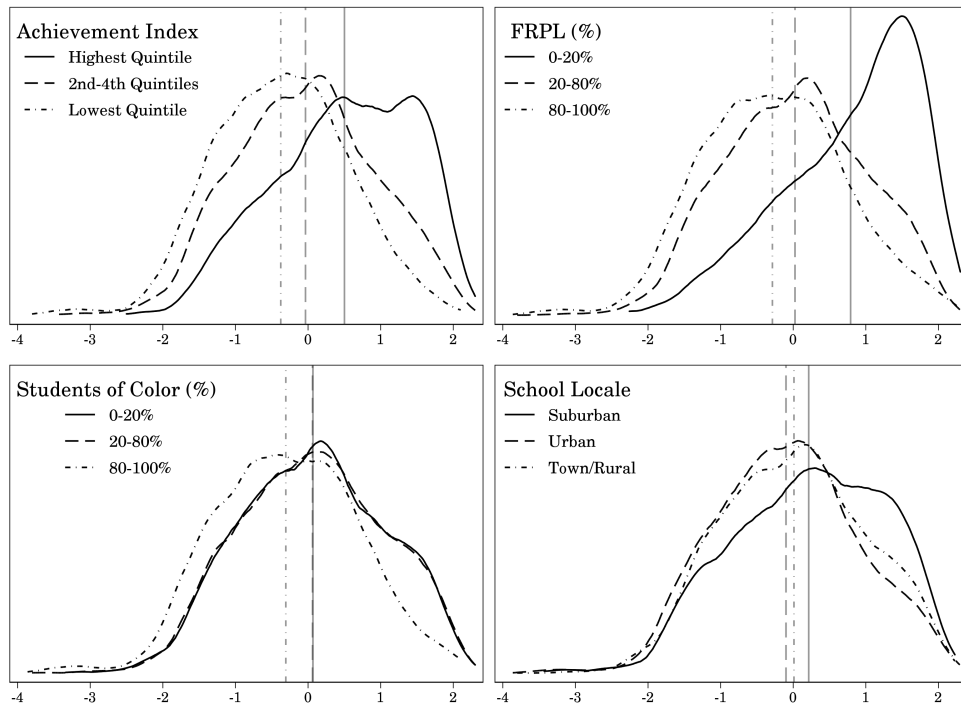 Achievement Index
Highest Quintile
2nd-4th Quintiles
Lowest Quintile
-4 -3 -2 -1 0 1 2
FRPL (%)
0-20%
20-80%
80-100%
-4 -3 -2 -1 0 1 2
Students of Color (%)
0-20%
20-80%
80-100%
-4 -3 -2 -1 0 1 2
School Locale
Suburban
Urban
Town/Rural
-4 -3 -2 -1 0 1 2